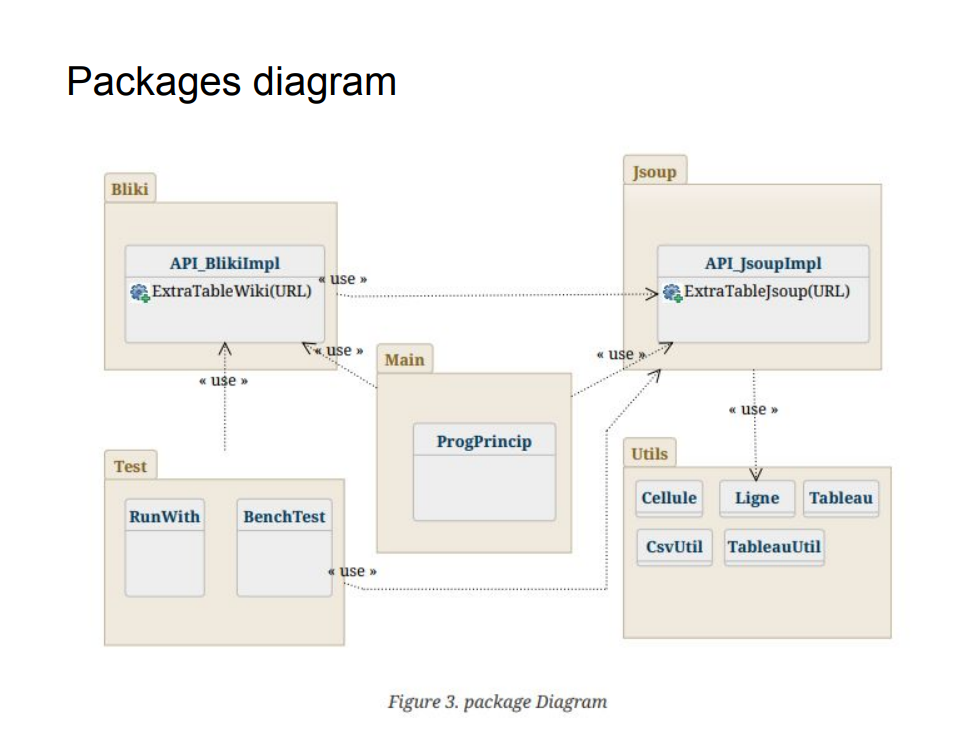 Packages diagram
Bliki
API_BlikiImpl
ExtraTableWiki(URL)
« use »
Jsoup
API_JsoupImpl
ExtraTableJsoup(URL)
« use »
« use »
« use »
Main
ProgPrincip
« use »
Test
RunWith
BenchTest
« use »
Utils
Cellule
Ligne
Tableau
CsvUtil
TableauUtil
Figure 3. package Diagram